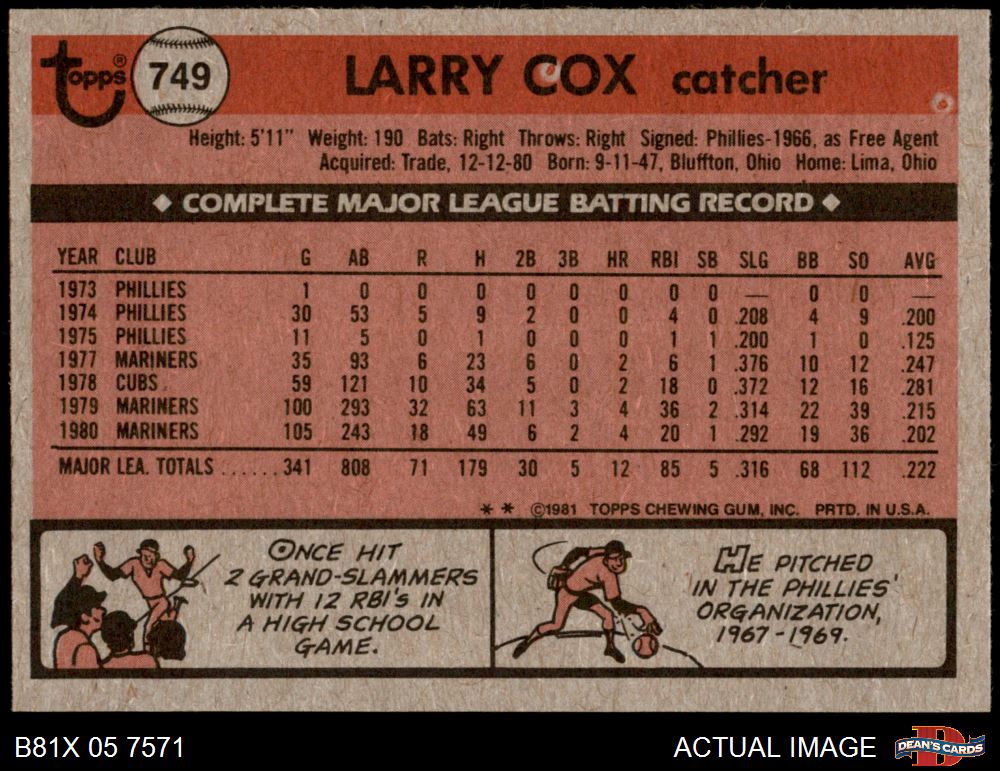 topps®
749
LARRY COX catcher
Height: 5'11" Weight: 190 Bats: Right Throws: Right Signed: Phillies-1966, as Free Agent
Acquired: Trade, 12-12-80 Born: 9-11-47, Bluffton, Ohio Home: Lima, Ohio
◆ COMPLETE MAJOR LEAGUE BATTING RECORD ◆
YEAR CLUB G AB R H 2B 3B HR RBI SB SLG BB SO AVG
1973 PHILLIES 1 0 0 0 0 0 0 0 0 — 0 0 —
1974 PHILLIES 30 53 5 9 2 0 0 4 0 .208 4 9 .200
1975 PHILLIES 11 5 0 1 0 0 0 1 1 .200 1 0 .125
1977 MARINERS 35 93 6 23 6 0 2 6 1 .376 10 12 .247
1978 CUBS 59 121 10 34 5 0 2 18 0 .372 12 16 .281
1979 MARINERS 100 293 32 63 11 3 4 36 2 .314 22 39 .215
1980 MARINERS 105 243 18 49 6 2 4 20 1 .292 19 36 .202
MAJOR LEA. TOTALS ...... 341 808 71 179 30 5 12 85 5 .316 68 112 .222
* * ©1981 TOPPS CHEWING GUM, INC. PRTD. IN U.S.A.
ONCE HIT
2 GRAND-SLAMMERS
WITH 12 RBI'S IN
A HIGH SCHOOL
GAME.
HE PITCHED
IN THE PHILLIES'
ORGANIZATION,
1967-1969.
B81X 05 7571
ACTUAL IMAGE
D
DEAN'S CARDS